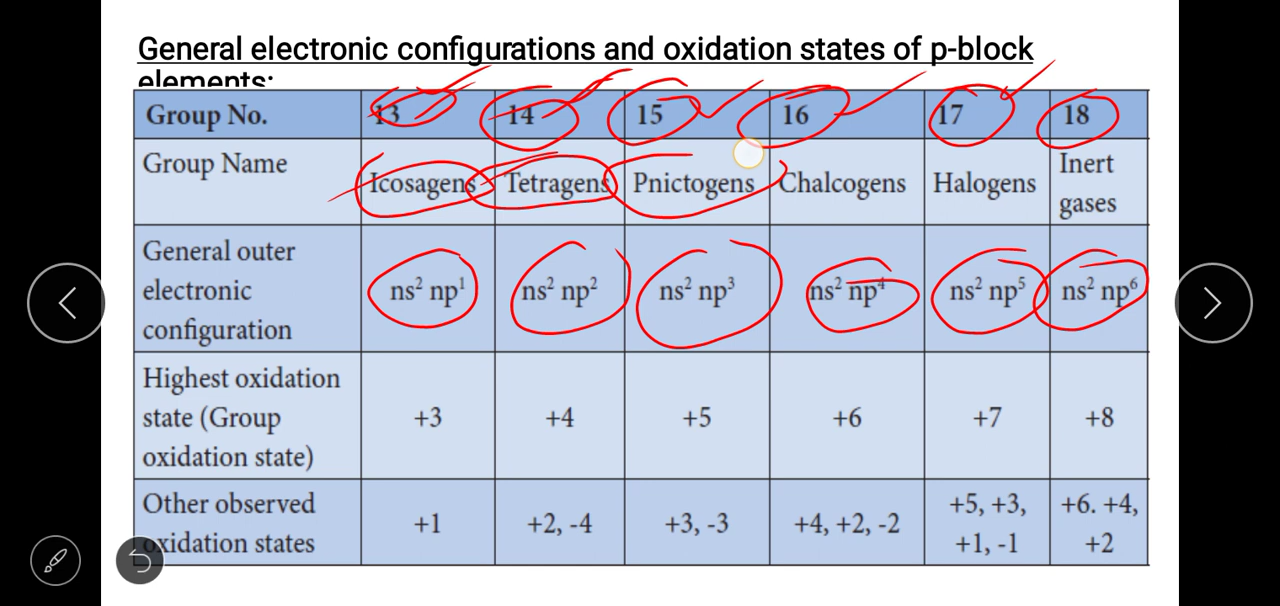 General electronic configurations and oxidation states of p-block
elements:
Group No. 13 14 15 16 17 18
Group Name Icosagens Tetragens Pnictogens Chalcogens Halogens Inert
gases
General outer
electronic
configuration
ns² np¹ ns² np² ns² np³ ns² np⁴ ns² np⁵ ns² np⁶
Highest oxidation
state (Group
oxidation state)
+3 +4 +5 +6 +7 +8
Other observed
oxidation states
+1 +2, -4 +3, -3 +4, +2, -2 +5, +3,
+1, -1
+6. +4,
+2